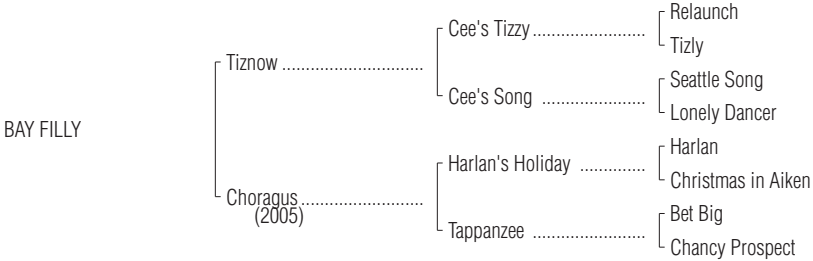 Relaunch
Cee's Tizzy ..............................
Tizly
Tiznow ......................................
Seattle Song
Cee's Song ............................
Lonely Dancer
BAY FILLY
Harlan
Harlan's Holiday ..................
Christmas in Aiken
Choragus .................................
(2005)
Bet Big
Tappanzee ..............................
Chancy Prospect